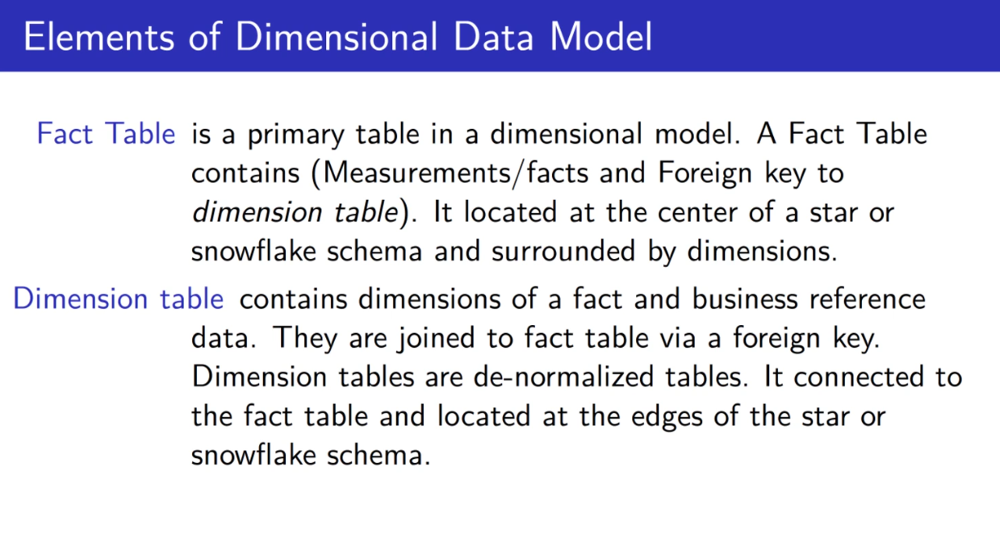 Elements of Dimensional Data Model
Fact Table is a primary table in a dimensional model. A Fact Table
contains (Measurements/facts and Foreign key to
dimension table). It located at the center of a star or
snowflake schema and surrounded by dimensions.
Dimension table contains dimensions of a fact and business reference
data. They are joined to fact table via a foreign key.
Dimension tables are de-normalized tables. It connected to
the fact table and located at the edges of the star or
snowflake schema.